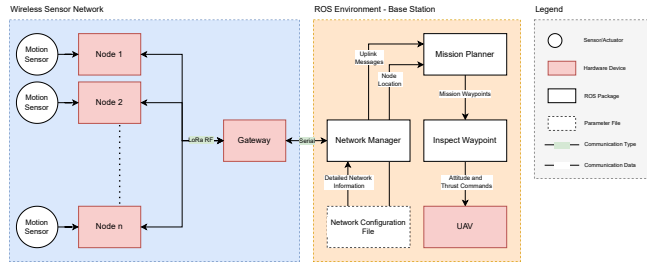 Wireless Sensor Network
ROS Environment - Base Station
Legend
Motion
Sensor
Node 1
Motion
Sensor
Node 2
Motion
Sensor
Node n
LoRa RF
Gateway
Serial
Uplink
Messages
Node
Location
Mission Planner
Mission Waypoints
Network Manager
Inspect Waypoint
Detailed Network
Information
Attitude and
Thrust Commands
Network Configuration
File
UAV
Sensor/Actuator
Hardware Device
ROS Package
Parameter File
Communication Type
Communication Data